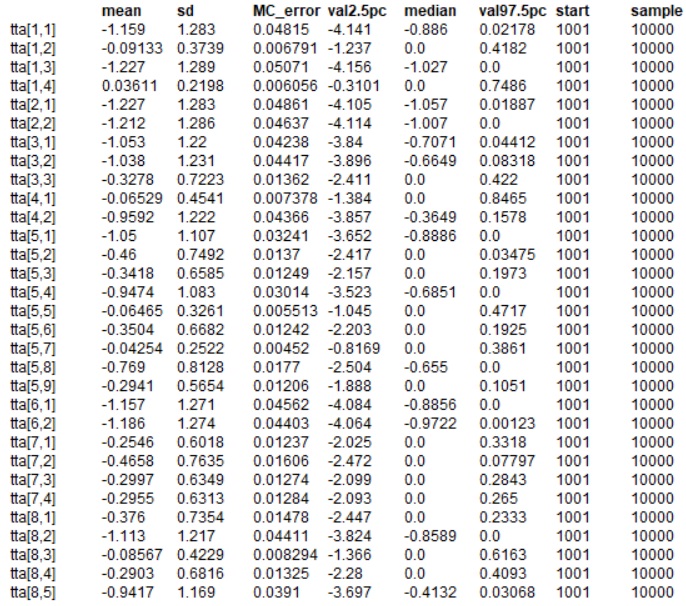 mean sd MC_error val2.5pc median val97.5pc start sample
tta[1,1] -1.159 1.283 0.04815 -4.141 -0.886 0.02178 1001 10000
tta[1,2] -0.09133 0.3739 0.006791 -1.237 0.0 0.4182 1001 10000
tta[1,3] -1.227 1.289 0.05071 -4.156 -1.027 0.0 1001 10000
tta[1,4] 0.03611 0.2198 0.006056 -0.3101 0.0 0.7486 1001 10000
tta[2,1] -1.227 1.283 0.04861 -4.105 -1.057 0.01887 1001 10000
tta[2,2] -1.212 1.286 0.04637 -4.114 -1.007 0.0 1001 10000
tta[3,1] -1.053 1.22 0.04238 -3.84 -0.7071 0.04412 1001 10000
tta[3,2] -1.038 1.231 0.04417 -3.896 -0.6649 0.08318 1001 10000
tta[3,3] -0.3278 0.7223 0.01362 -2.411 0.0 0.422 1001 10000
tta[4,1] -0.06529 0.4541 0.007378 -1.384 0.0 0.8465 1001 10000
tta[4,2] -0.9592 1.222 0.04366 -3.857 -0.3649 0.1578 1001 10000
tta[5,1] -1.05 1.107 0.03241 -3.652 -0.8886 0.0 1001 10000
tta[5,2] -0.46 0.7492 0.0137 -2.417 0.0 0.03475 1001 10000
tta[5,3] -0.3418 0.6585 0.01249 -2.157 0.0 0.1973 1001 10000
tta[5,4] -0.9474 1.083 0.03014 -3.523 -0.6851 0.0 1001 10000
tta[5,5] -0.06465 0.3261 0.005513 -1.045 0.0 0.4717 1001 10000
tta[5,6] -0.3504 0.6682 0.01242 -2.203 0.0 0.1925 1001 10000
tta[5,7] -0.04254 0.2522 0.00452 -0.8169 0.0 0.3861 1001 10000
tta[5,8] -0.769 0.8128 0.0177 -2.504 -0.655 0.0 1001 10000
tta[5,9] -0.2941 0.5654 0.01206 -1.888 0.0 0.1051 1001 10000
tta[6,1] -1.157 1.271 0.04562 -4.084 -0.8856 0.0 1001 10000
tta[6,2] -1.186 1.274 0.04403 -4.064 -0.9722 0.00123 1001 10000
tta[7,1] -0.2546 0.6018 0.01237 -2.025 0.0 0.3318 1001 10000
tta[7,2] -0.4658 0.7635 0.01606 -2.472 0.0 0.07797 1001 10000
tta[7,3] -0.2997 0.6349 0.01274 -2.099 0.0 0.2843 1001 10000
tta[7,4] -0.2955 0.6313 0.01284 -2.093 0.0 0.265 1001 10000
tta[8,1] -0.376 0.7354 0.01478 -2.447 0.0 0.2333 1001 10000
tta[8,2] -1.113 1.217 0.04411 -3.824 -0.8589 0.0 1001 10000
tta[8,3] -0.08567 0.4229 0.008294 -1.366 0.0 0.6163 1001 10000
tta[8,4] -0.2903 0.6816 0.01325 -2.28 0.0 0.4093 1001 10000
tta[8,5] -0.9417 1.169 0.0391 -3.697 -0.4132 0.03068 1001 10000